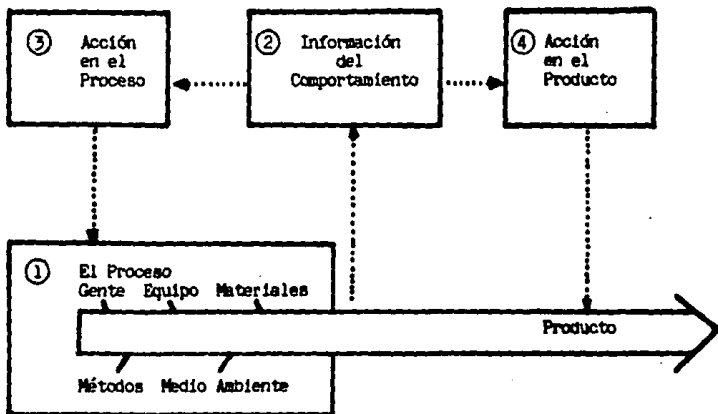 ③ Acción
en el
Proceso
② Información
del
Comportamiento
④ Acción
en el
Producto
① El Proceso
Gente Equipo Materiales
Producto
Métodos Medio Ambiente